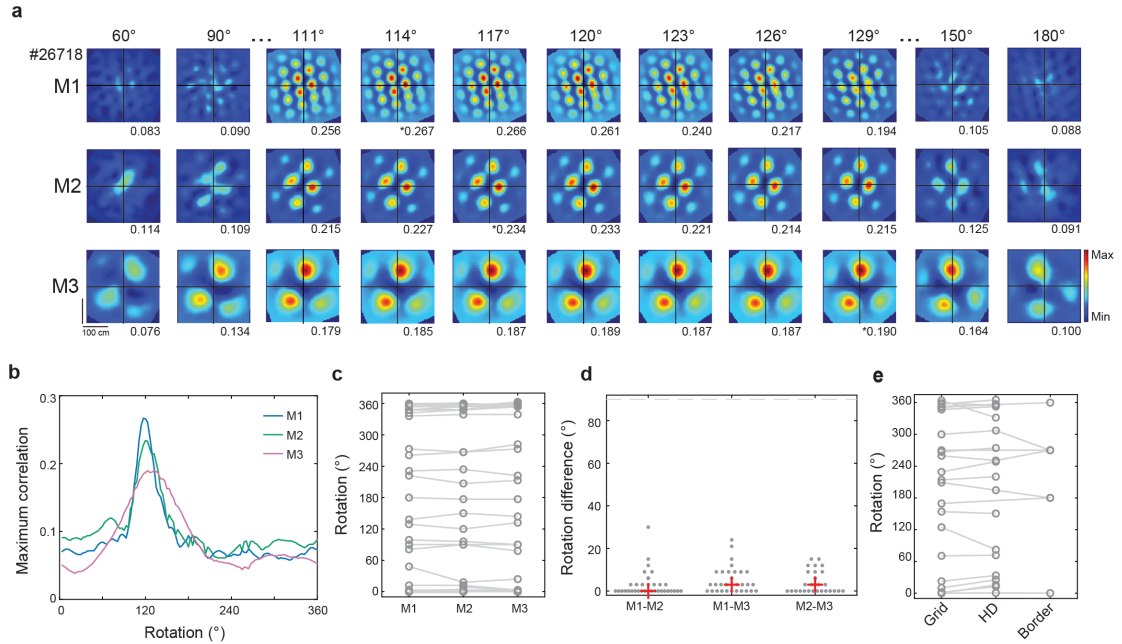 a
60° 90° ... 111° 114° 117° 120° 123° 126° 129° ... 150° 180°
#26718
M1
0.083 0.090 0.256 *0.267 0.266 0.261 0.240 0.217 0.194 0.105 0.088
M2
0.114 0.109 0.215 0.227 *0.234 0.233 0.221 0.214 0.215 0.125 0.091
M3
Max
Min
100 cm
0.076 0.134 0.179 0.185 0.187 0.189 0.187 0.187 *0.190 0.164 0.100
b
Maximum correlation
0.3
0.2
0.1
0
0 120 240 360
Rotation (°)
M1
M2
M3
c
Rotation (°)
360
300
240
180
120
60
0
M1 M2 M3
d
Rotation difference (°)
80
60
40
20
0
M1-M2 M1-M3 M2-M3
e
Rotation (°)
360
300
240
180
120
60
0
Grid HD Border